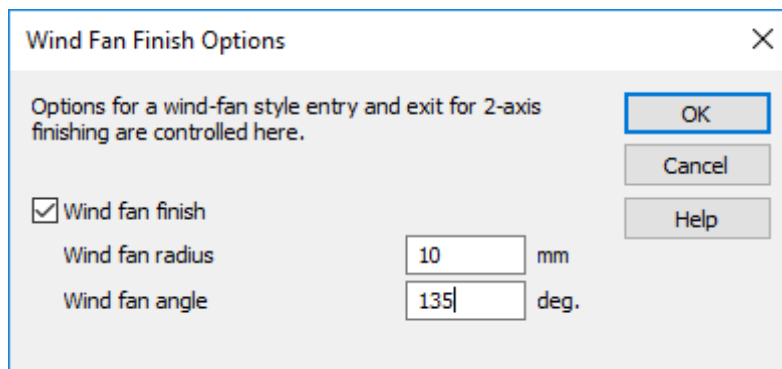 Wind Fan Finish Options
Options for a wind-fan style entry and exit for 2-axis
finishing are controlled here.
OK
Cancel
Help
Wind fan finish
Wind fan radius 10 mm
Wind fan angle 135 deg.